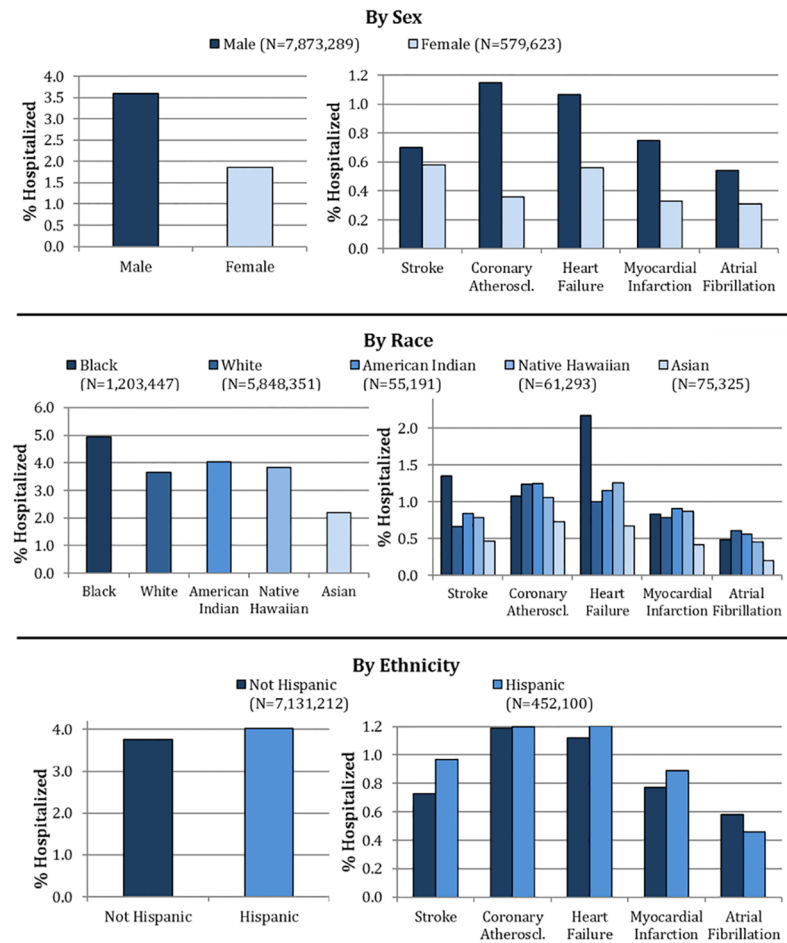 By Sex
Male (N=7,873,289) Female (N=579,623)
% Hospitalized
4.0
3.5
3.0
2.5
2.0
1.5
1.0
0.5
0.0
Male Female
% Hospitalized
1.2
1.0
0.8
0.6
0.4
0.2
0.0
Stroke Coronary Heart Myocardial Atrial
Atheroscl. Failure Infarction Fibrillation
By Race
Black White American Indian Native Hawaiian Asian
(N=1,203,447) (N=5,848,351) (N=55,191) (N=61,293) (N=75,325)
% Hospitalized
6.0
5.0
4.0
3.0
2.0
1.0
0.0
Black White American Native Asian
Indian Hawaiian
% Hospitalized
2.0
1.5
1.0
0.5
0.0
Stroke Coronary Heart Myocardial Atrial
Atheroscl. Failure Infarction Fibrillation
By Ethnicity
Not Hispanic Hispanic
(N=7,131,212) (N=452,100)
% Hospitalized
4.0
3.0
2.0
1.0
0.0
Not Hispanic Hispanic
% Hospitalized
1.2
1.0
0.8
0.6
0.4
0.2
0.0
Stroke Coronary Heart Myocardial Atrial
Atheroscl. Failure Infarction Fibrillation